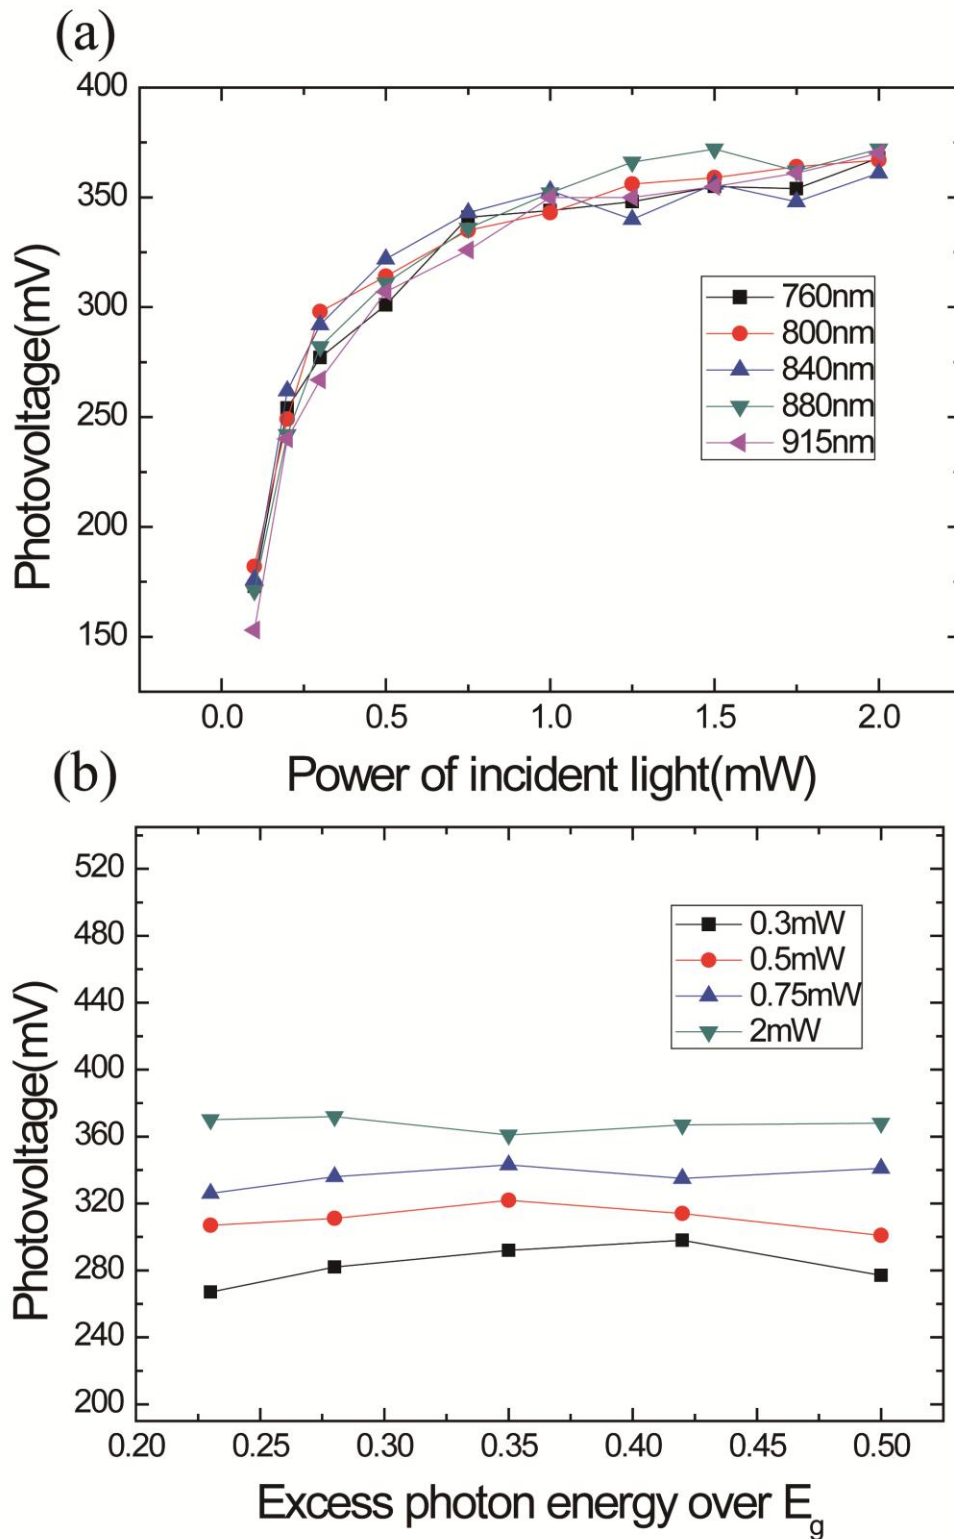 (a)
400
350
300
250
200
150
Photovoltage(mV)
760nm
800nm
840nm
880nm
915nm
0.0 0.5 1.0 1.5 2.0
Power of incident light(mW)
(b)
520
480
440
400
360
320
280
240
200
Photovoltage(mV)
0.3mW
0.5mW
0.75mW
2mW
0.20 0.25 0.30 0.35 0.40 0.45 0.50
Excess photon energy over Eg